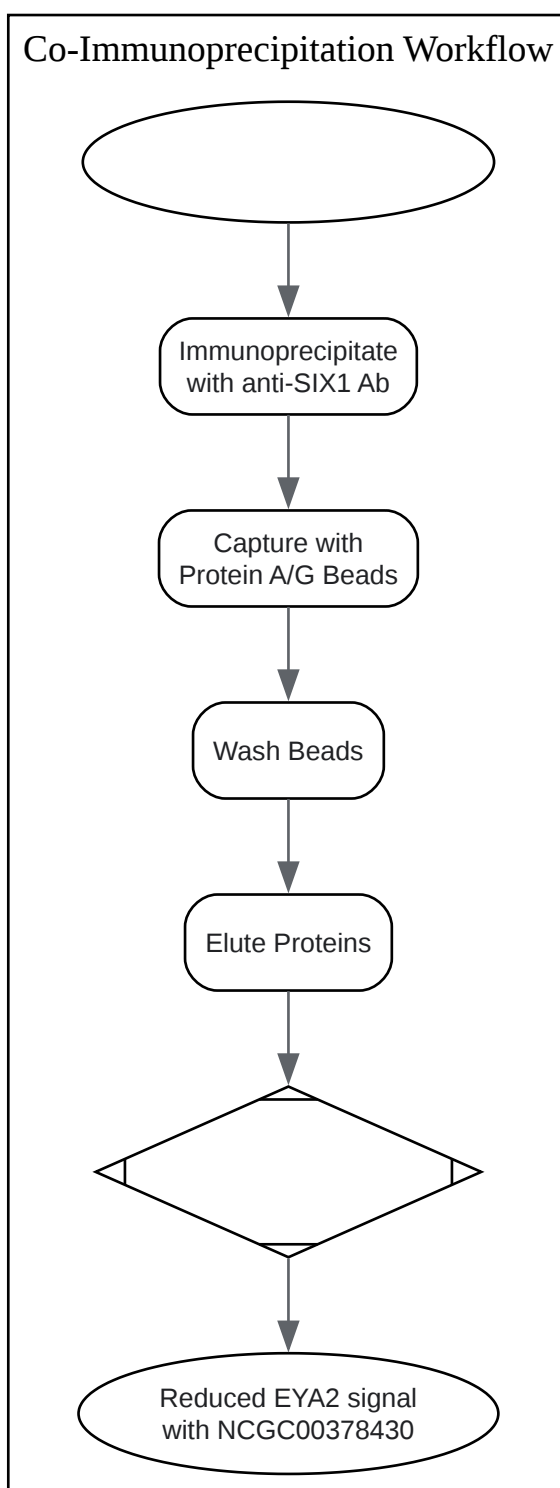 Co-Immunoprecipitation Workflow
Immunoprecipitate
with anti-SIX1 Ab
Capture with
Protein A/G Beads
Wash Beads
Elute Proteins
Reduced EYA2 signal
with NCGC00378430